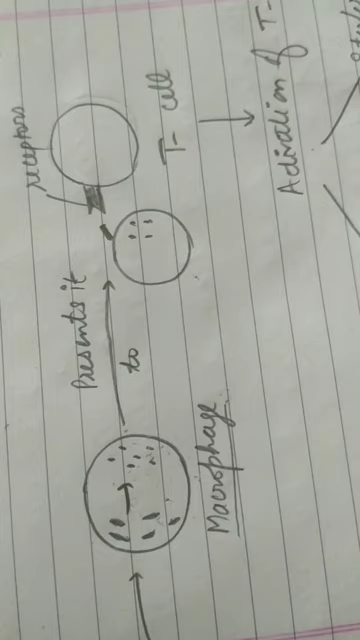 receptors
T- cell
Activation of T-
Presents it
to
Macrophage